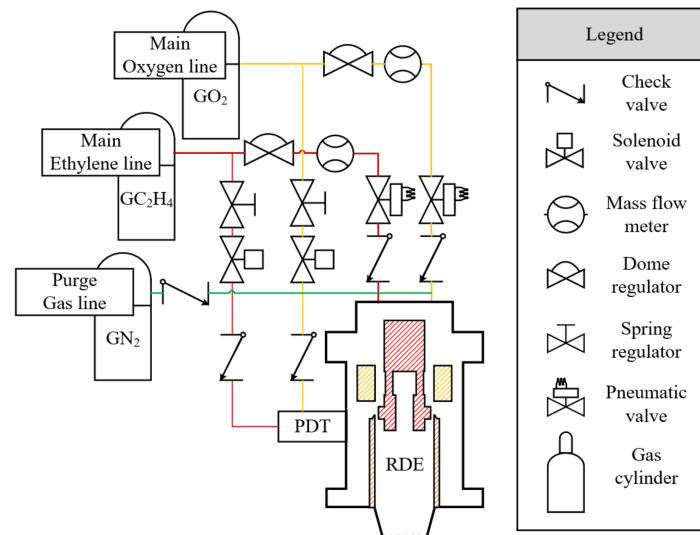 Main
Oxygen line
GO₂
Main
Ethylene line
GC₂H₄
Purge
Gas line
GN₂
PDT
RDE
Legend
Check
valve
Solenoid
valve
Mass flow
meter
Dome
regulator
Spring
regulator
Pneumatic
valve
Gas
cylinder